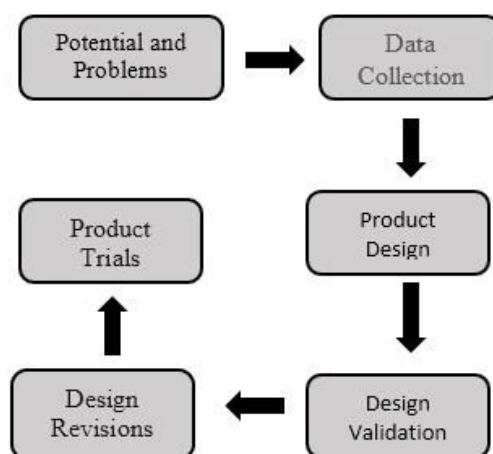 Potential and
Problems
Data
Collection
Product
Design
Design
Validation
Design
Revisions
Product
Trials